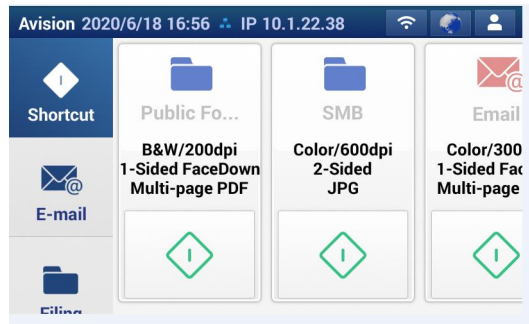 Avision 2020/6/18 16:56 IP 10.1.22.38
Shortcut
E-mail
Filing
Public Fo...
B&W/200dpi
1-Sided FaceDown
Multi-page PDF
SMB
Color/600dpi
2-Sided
JPG
Email
Color/300
1-Sided Fac
Multi-page